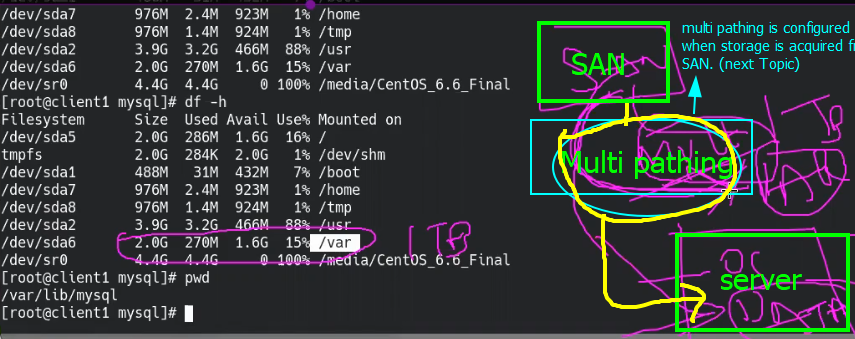 /dev/sda7 976M 2.4M 923M 1% /home
/dev/sda8 976M 1.4M 924M 1% /tmp
/dev/sda2 3.9G 3.2G 466M 88% /usr
/dev/sda6 2.0G 270M 1.6G 15% /var
/dev/sr0 4.4G 4.4G 0 100% /media/CentOS_6.6_Final
[root@client1 mysql]# df -h
Filesystem Size Used Avail Use% Mounted on
/dev/sda5 2.0G 286M 1.6G 16% /
tmpfs 2.0G 284K 2.0G 1% /dev/shm
/dev/sda1 488M 31M 432M 7% /boot
/dev/sda7 976M 2.4M 923M 1% /home
/dev/sda8 976M 1.4M 924M 1% /tmp
/dev/sda2 3.9G 3.2G 466M 88% /usr
/dev/sda6 2.0G 270M 1.6G 15% /var
/dev/sr0 4.4G 4.4G 0 100% /media/CentOS_6.6_Final
[root@client1 mysql]# pwd
/var/lib/mysql
[root@client1 mysql]#
1TB
multi pathing is configured
when storage is acquired
SAN. (next Topic)
SAN
Multi pathing
1TB
OS
server
DATA